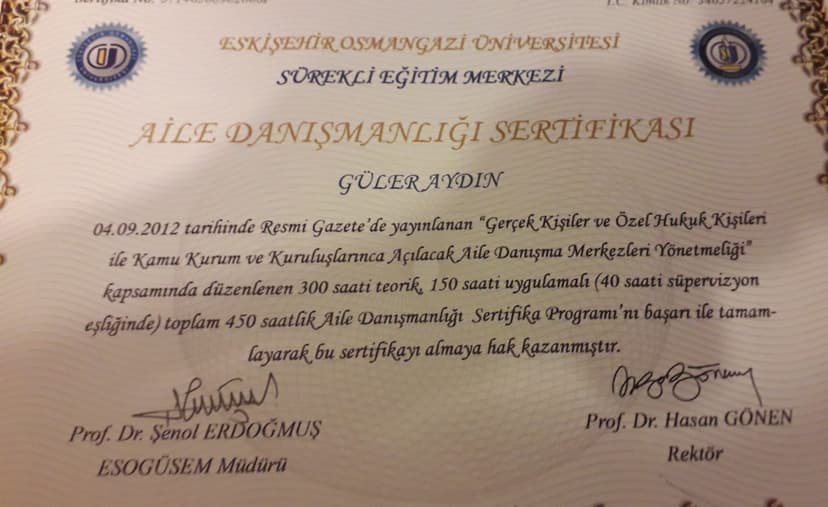 ESKİŞEHİR OSMANGAZİ ÜNİVERSİTESİ
SÜREKLİ EĞİTİM MERKEZİ
AİLE DANIŞMANLIĞI SERTİFİKASI
GÜLER AYDIN
04.09.2012 tarihinde Resmi Gazete'de yayınlanan "Gerçek Kişiler ve Özel Hukuk Kişileri
ile Kamu Kurum ve Kuruluşlarınca Açılacak Aile Danışma Merkezleri Yönetmeliği"
kapsamında düzenlenen 300 saati teorik, 150 saati uygulamalı (40 saati süpervizyon
eşliğinde) toplam 450 saatlik Aile Danışmanlığı Sertifika Programı'nı başarı ile tamam-
layarak bu sertifikayı almaya hak kazanmıştır.
Prof. Dr. Şenol ERDOĞMUŞ
ESOGÜSEM Müdürü
Prof. Dr. Hasan GÖNEN
Rektör